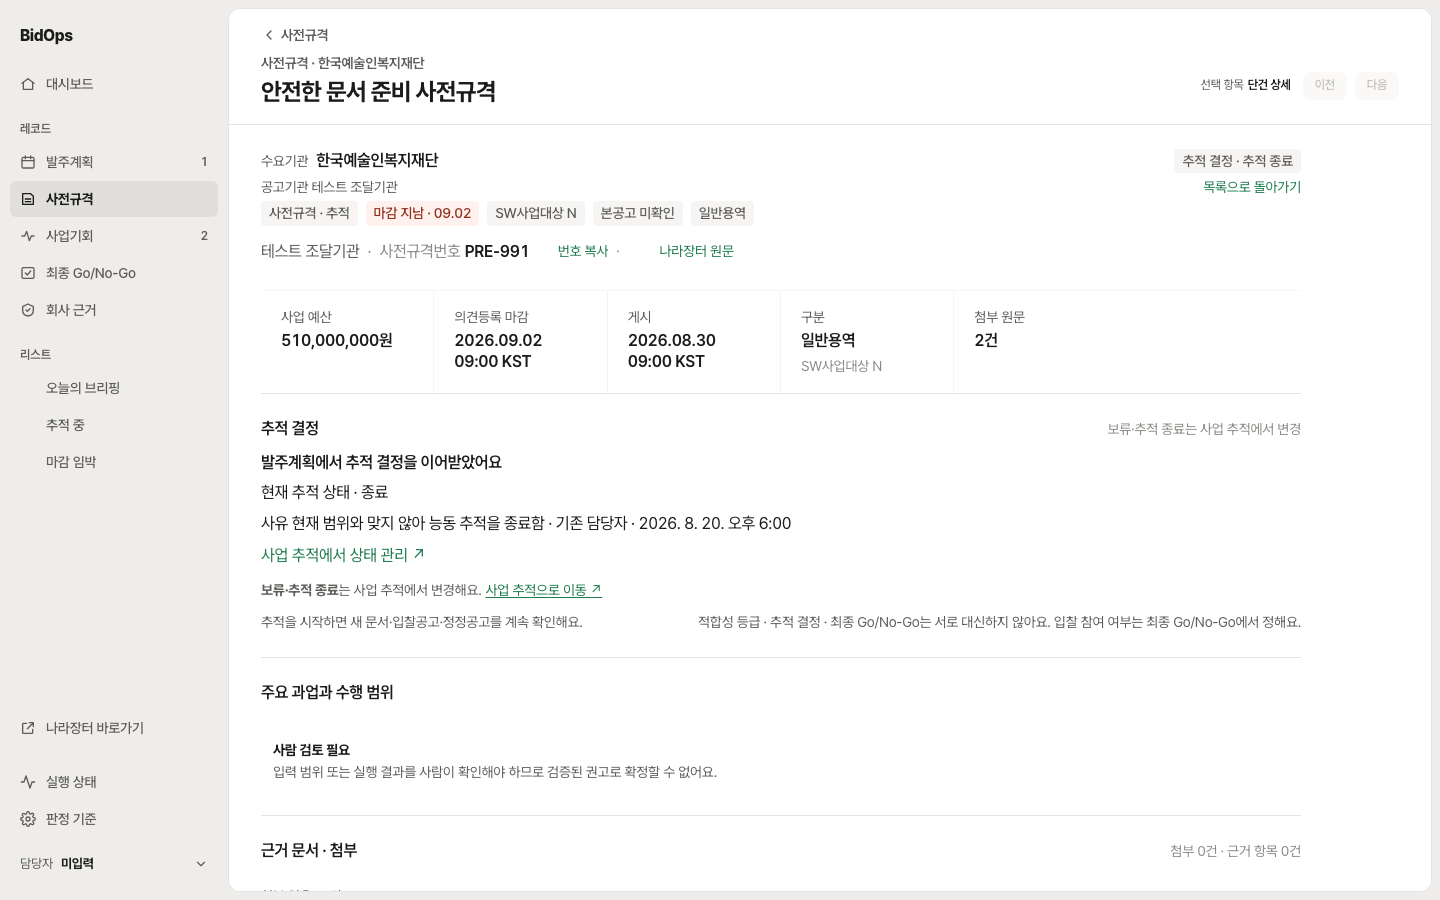 BidOps
대시보드
레코드
발주계획 1
사전규격
사업기회 2
최종 Go/No-Go
회사 근거
리스트
오늘의 브리핑
추적 중
마감 임박
나라장터 바로가기
실행 상태
판정 기준
담당자 미입력
사전규격
사전규격 · 한국예술인복지재단
안전한 문서 준비 사전규격
선택 항목 단건 상세 이전 다음
수요기관 한국예술인복지재단
추적 결정 · 추적 종료
공고기관 테스트 조달기관
목록으로 돌아가기
사전규격 · 추적 마감 지남 · 09.02 SW사업대상 N 본공고 미확인 일반용역
테스트 조달기관 · 사전규격번호 PRE-991 번호 복사 · 나라장터 원문
사업 예산
510,000,000원
의견등록 마감
2026.09.02
09:00 KST
게시
2026.08.30
09:00 KST
구분
일반용역
SW사업대상 N
첨부 원문
2건
추적 결정
보류·추적 종료는 사업 추적에서 변경
발주계획에서 추적 결정을 이어받았어요
현재 추적 상태 · 종료
사유 현재 범위와 맞지 않아 능동 추적을 종료함 · 기존 담당자 · 2026. 8. 20. 오후 6:00
사업 추적에서 상태 관리 ↗
보류·추적 종료는 사업 추적에서 변경해요. 사업 추적으로 이동 ↗
추적을 시작하면 새 문서·입찰공고·정정공고를 계속 확인해요.
적합성 등급 · 추적 결정 · 최종 Go/No-Go는 서로 대신하지 않아요. 입찰 참여 여부는 최종 Go/No-Go에서 정해요.
주요 과업과 수행 범위
사람 검토 필요
입력 범위 또는 실행 결과를 사람이 확인해야 하므로 검증된 권고로 확정할 수 없어요.
근거 문서 · 첨부
첨부 0건 · 근거 항목 0건